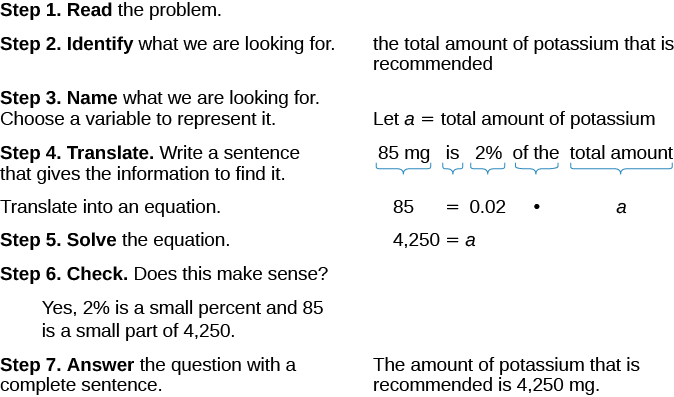 Step 1. Read the problem.
Step 2. Identify what we are looking for.
the total amount of potassium that is
recommended
Step 3. Name what we are looking for.
Choose a variable to represent it.
Let a = total amount of potassium
Step 4. Translate. Write a sentence
that gives the information to find it.
85 mg is 2% of the total amount
Translate into an equation.
85 = 0.02 • a
Step 5. Solve the equation.
4,250 = a
Step 6. Check. Does this make sense?
Yes, 2% is a small percent and 85
is a small part of 4,250.
Step 7. Answer the question with a
complete sentence.
The amount of potassium that is
recommended is 4,250 mg.